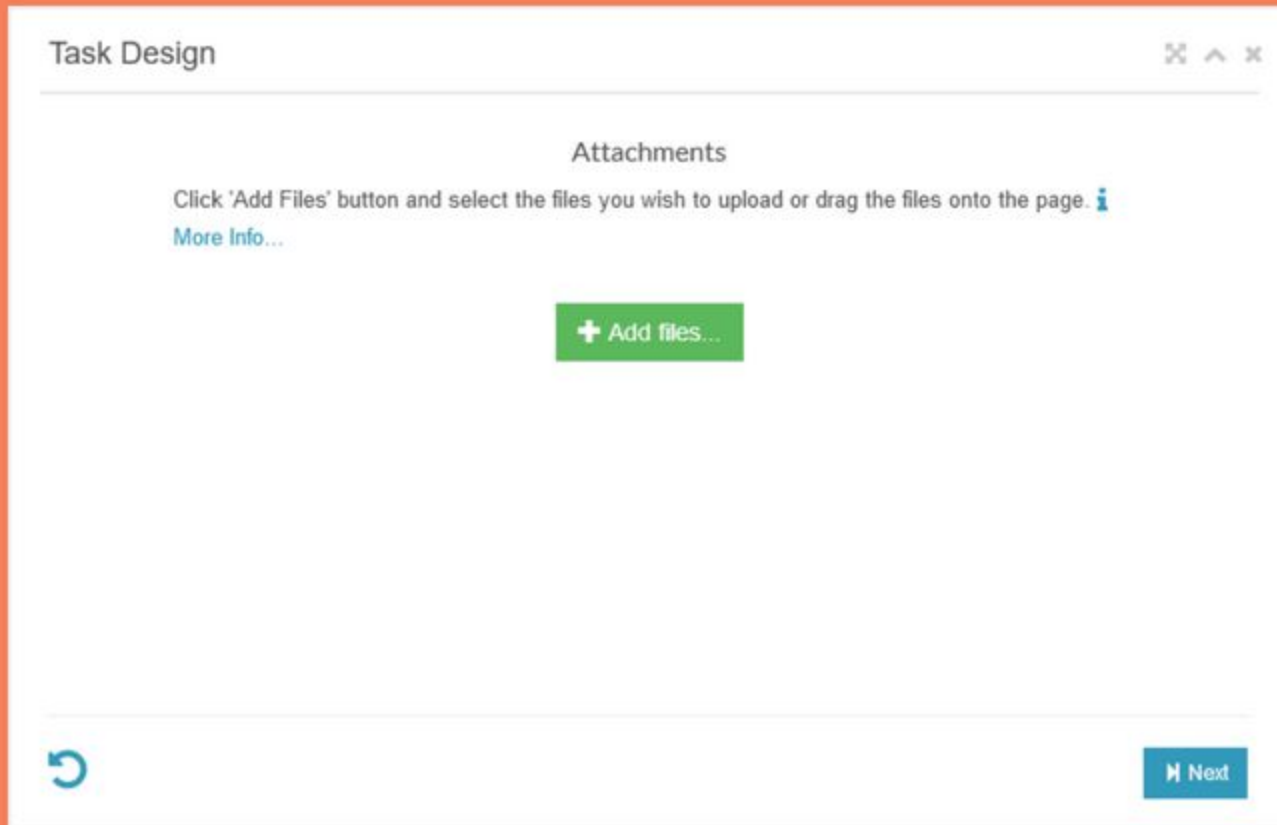 Task Design
Attachments
Click 'Add Files' button and select the files you wish to upload or drag the files onto the page. i
More Info...
+ Add files...
Next